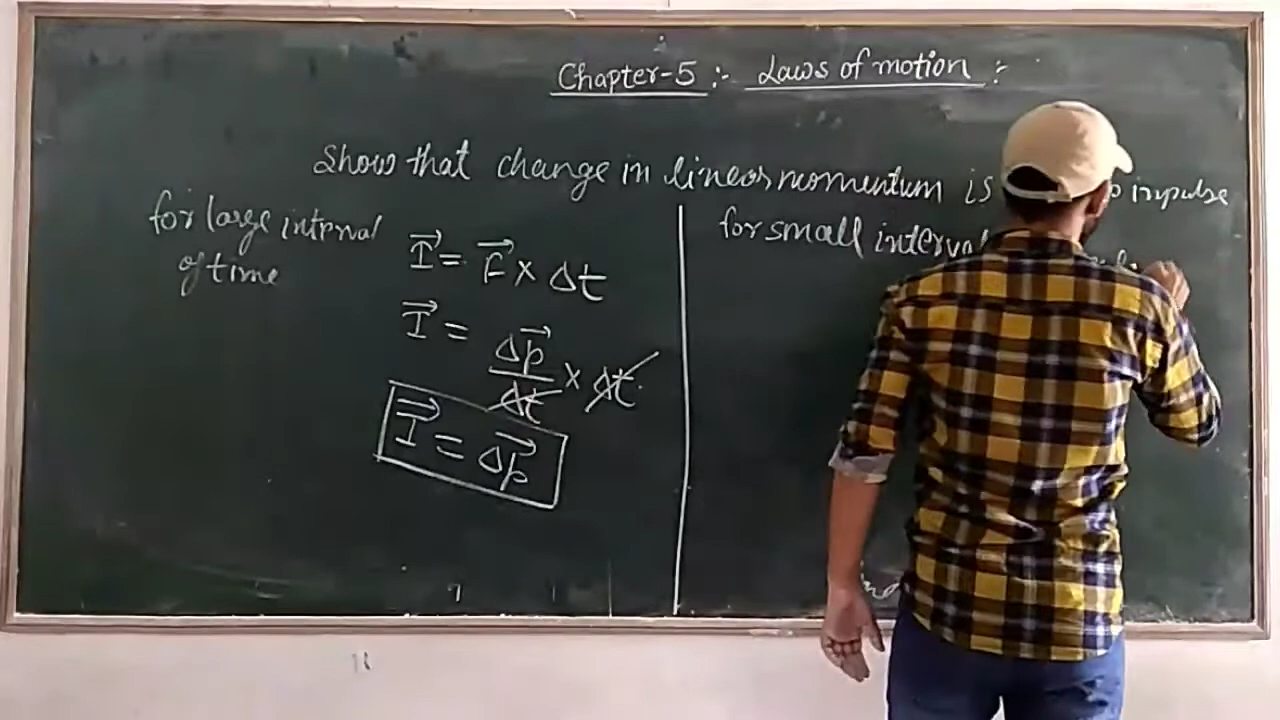 Chapter-5 :- Laws of motion :-
Show that change in linear momentum is impulse
for large interval
of time
I⃗ = F⃗ × Δt
I⃗ = Δp⃗/Δt × Δt
I⃗ = Δp⃗
for small interval